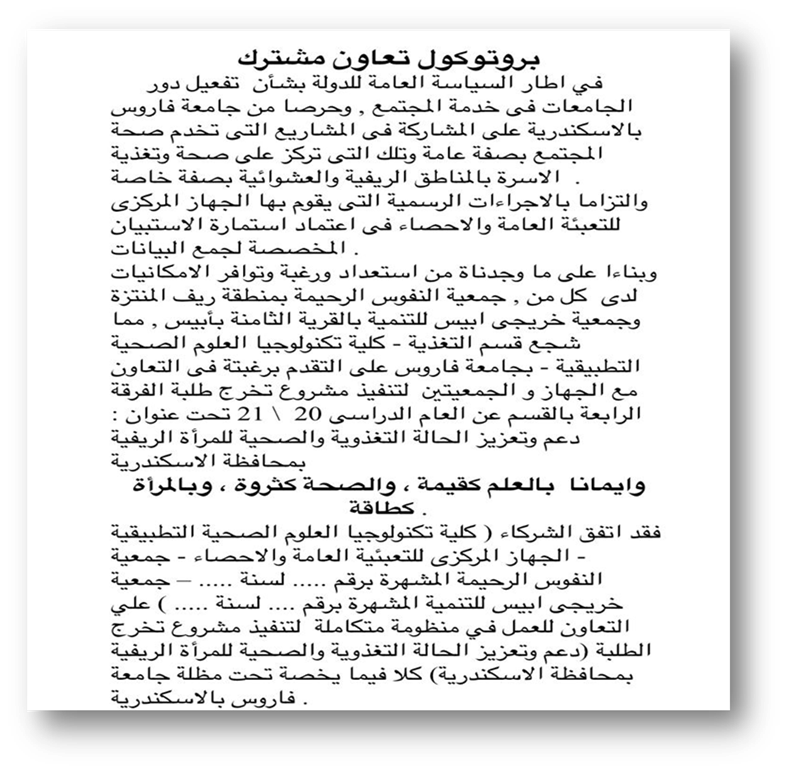 بروتوكول تعاون مشترك
في اطار السياسة العامة للدولة بشأن تفعيل دور
الجامعات فى خدمة المجتمع , وحرصا من جامعة فاروس
بالاسكندرية على المشاركة فى المشاريع التى تخدم صحة
المجتمع بصفة عامة وتلك التى تركز على صحة وتغذية
الاسرة بالمناطق الريفية والعشوائية بصفة خاصة .
والتزاما بالاجراءات الرسمية التى يقوم بها الجهاز المركزى
للتعبئة العامة والاحصاء فى اعتماد استمارة الاستبيان
المخصصة لجمع البيانات .
وبناءا على ما وجدناة من استعداد ورغبة وتوافر الامكانيات
لدى كل من , جمعية النفوس الرحيمة بمنطقة ريف المنتزة
وجمعية خريجى ابيس للتنمية بالقرية الثامنة بأبيس , مما
شجع قسم التغذية - كلية تكنولوجيا العلوم الصحية
التطبيقية - بجامعة فاروس على التقدم برغبتة فى التعاون
مع الجهاز و الجمعيتين لتنفيذ مشروع تخرج طلبة الفرقة
الرابعة بالقسم عن العام الدراسى 20 \ 21 تحت عنوان :
دعم وتعزيز الحالة التغذوية والصحية للمرأة الريفية
بمحافظة الاسكندرية
وايمانا بالعلم كقيمة ، والصحة كثروة ، وبالمرأة
كطاقة .
فقد اتفق الشركاء ( كلية تكنولوجيا العلوم الصحية التطبيقية
- الجهاز المركزى للتعبئية العامة والاحصاء - جمعية
النفوس الرحيمة المشهرة برقم ..... لسنة ..... – جمعية
خريجى ابيس للتنمية المشهرة برقم .... لسنة ..... ) علي
التعاون للعمل في منظومة متكاملة لتنفيذ مشروع تخرج
الطلبة (دعم وتعزيز الحالة التغذوية والصحية للمرأة الريفية
بمحافظة الاسكندرية) كلا فيما يخصة تحت مظلة جامعة
فاروس بالاسكندرية .